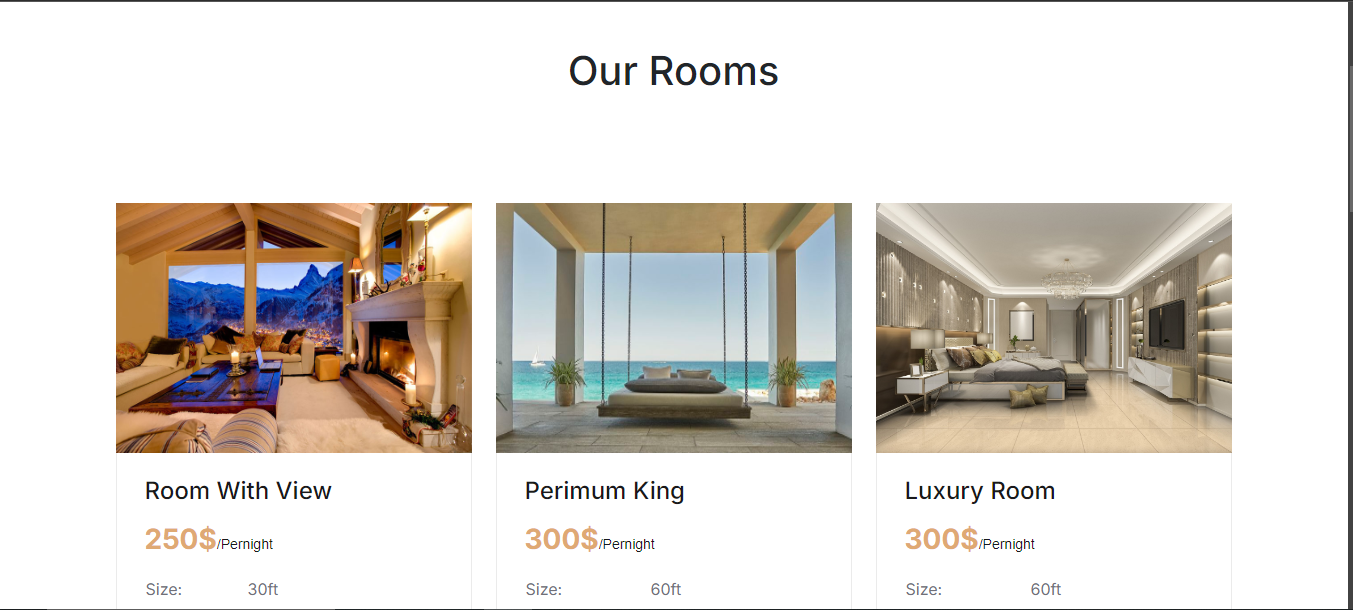 Our Rooms
Room With View
250$/Pernight
Size: 30ft
Perimum King
300$/Pernight
Size: 60ft
Luxury Room
300$/Pernight
Size: 60ft